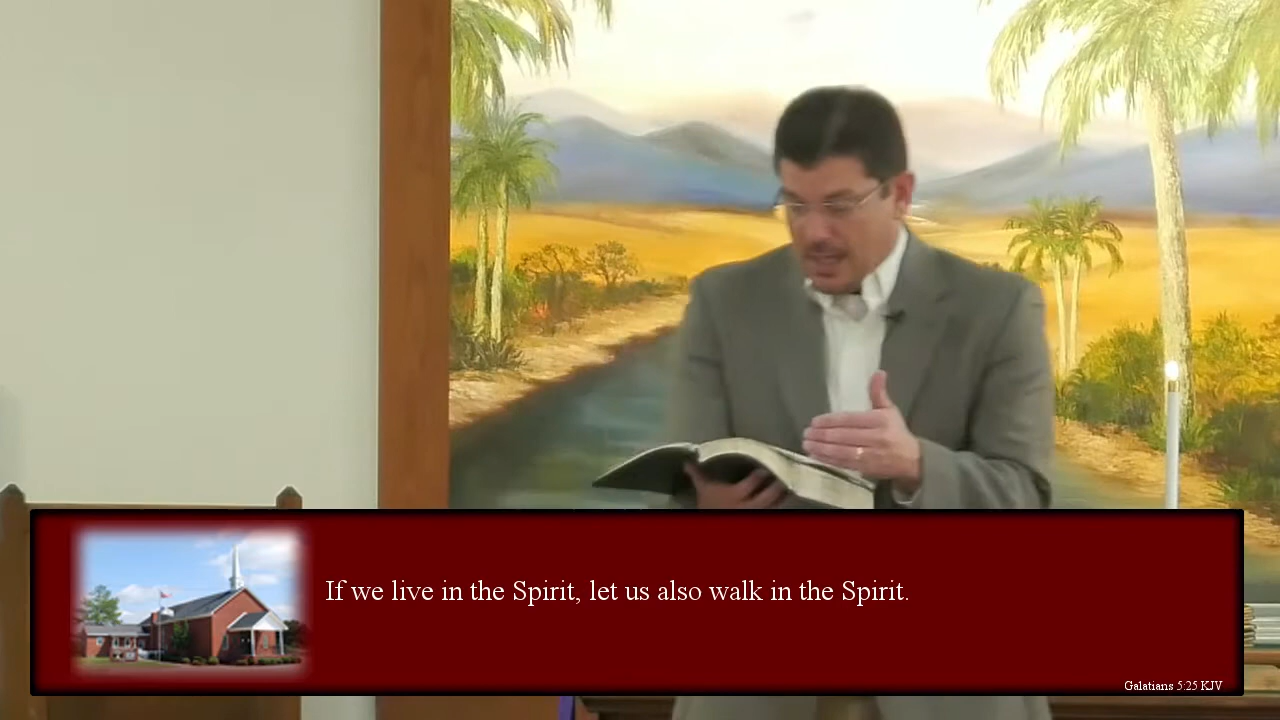 If we live in the Spirit, let us also walk in the Spirit.
Galatians 5:25 KJV